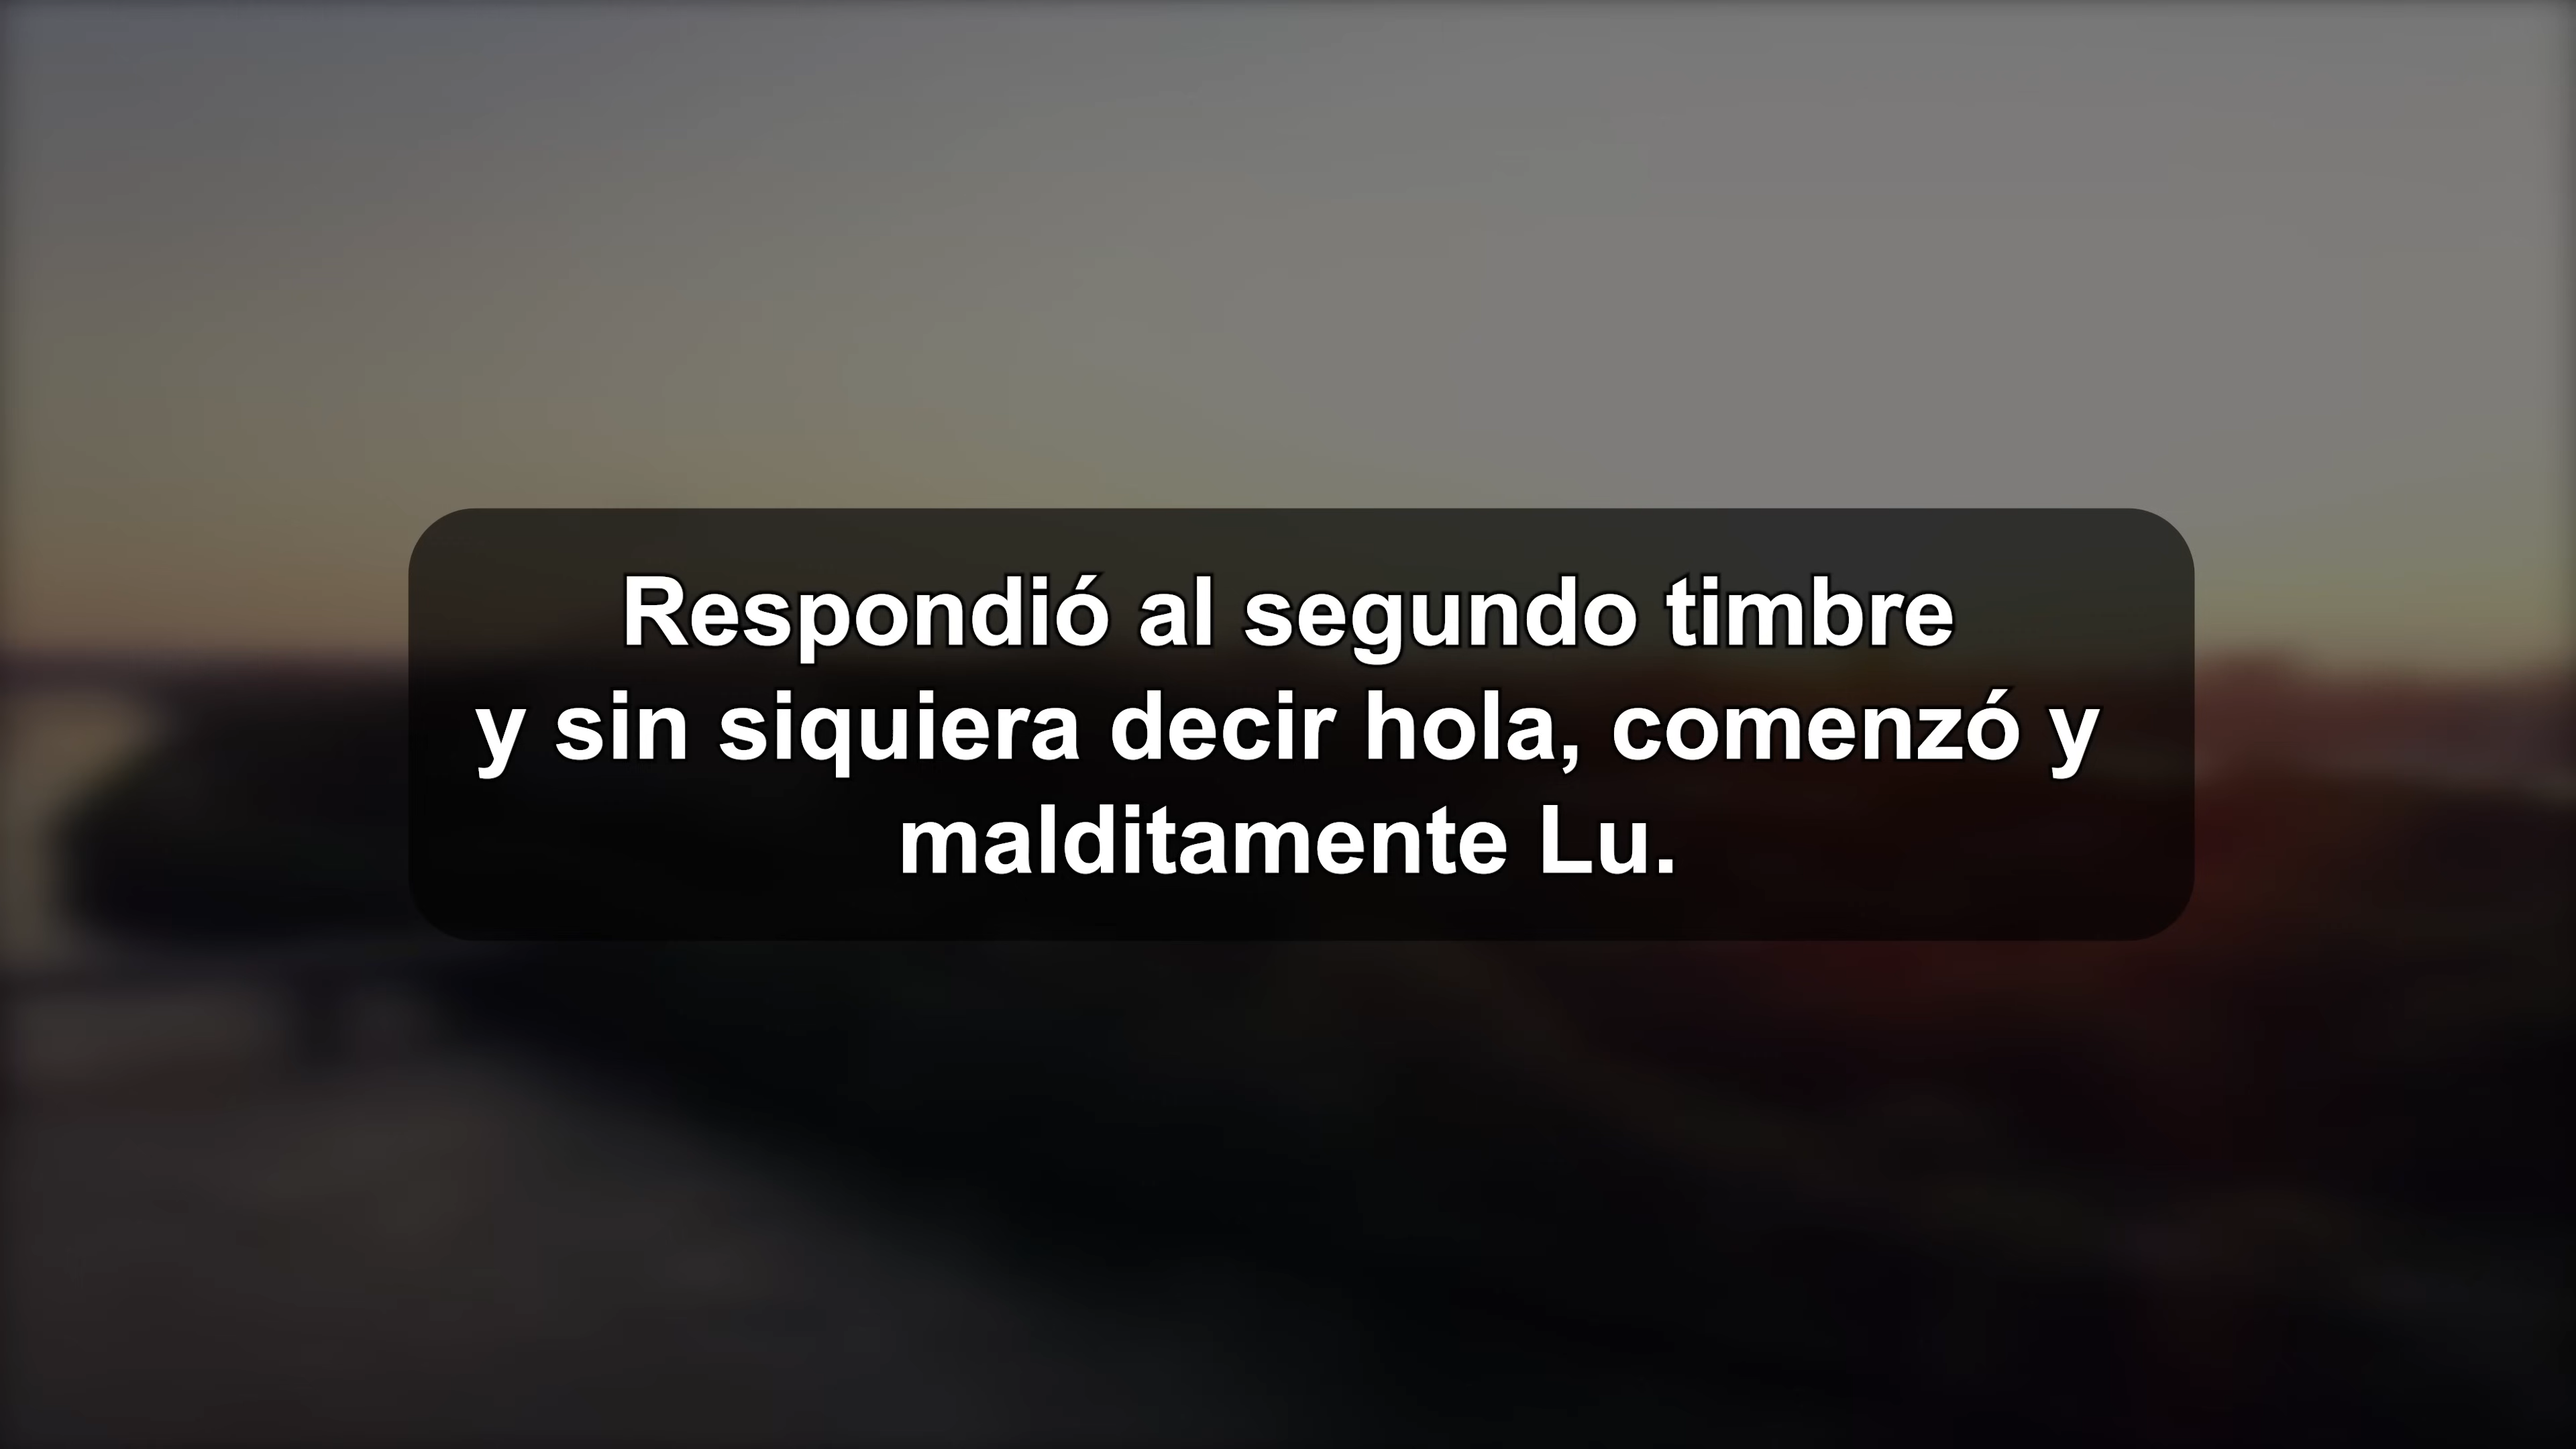 Respondió al segundo timbre
y sin siquiera decir hola, comenzó y
malditamente Lu.